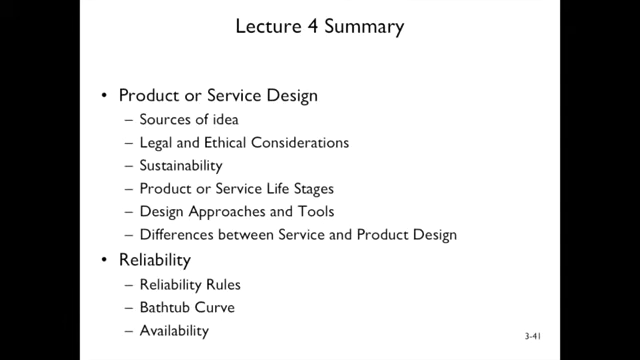 Lecture 4 Summary
• Product or Service Design
– Sources of idea
– Legal and Ethical Considerations
– Sustainability
– Product or Service Life Stages
– Design Approaches and Tools
– Differences between Service and Product Design
• Reliability
– Reliability Rules
– Bathtub Curve
– Availability
3-41